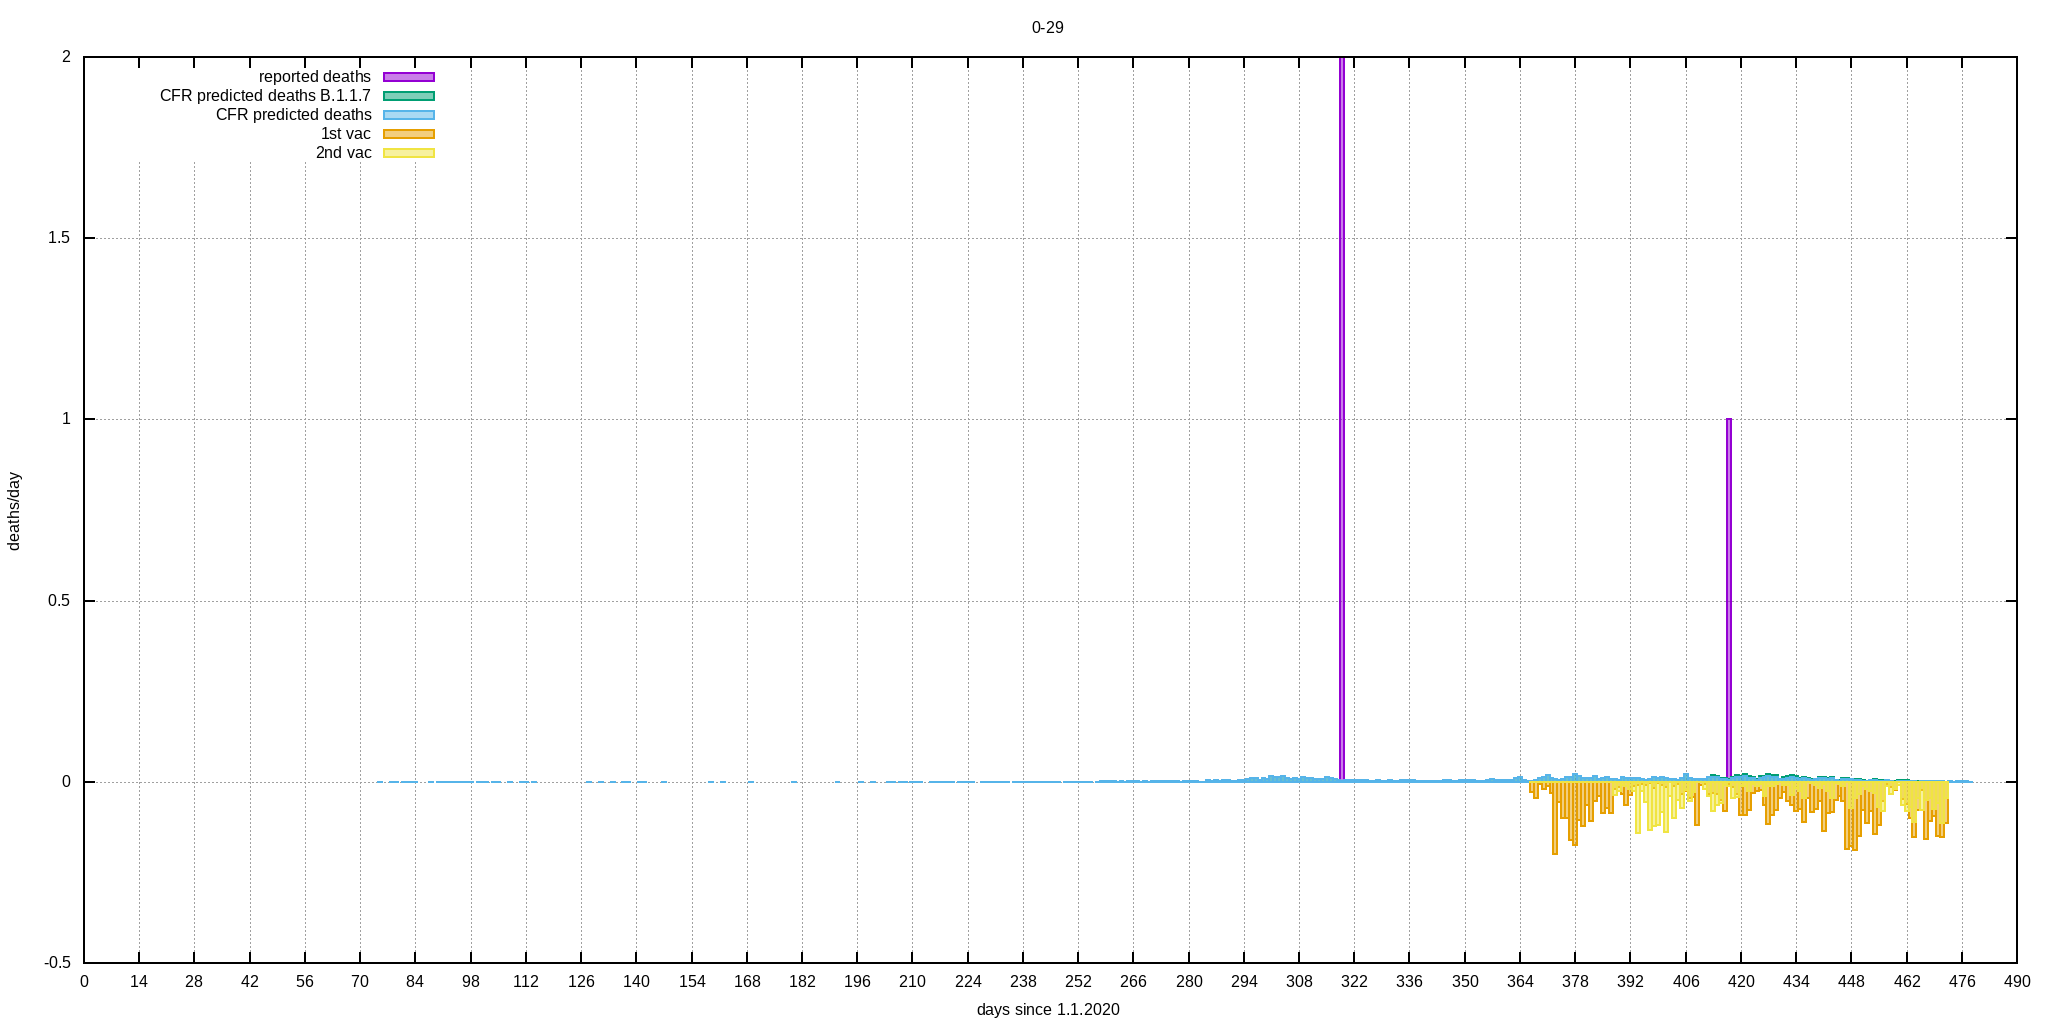 0-29
reported deaths
CFR predicted deaths B.1.1.7
CFR predicted deaths
1st vac
2nd vac
2
1.5
1
0.5
0
-0.5
deaths/day
0 14 28 42 56 70 84 98 112 126 140 154 168 182 196 210 224 238 252 266 280 294 308 322 336 350 364 378 392 406 420 434 448 462 476 490
days since 1.1.2020